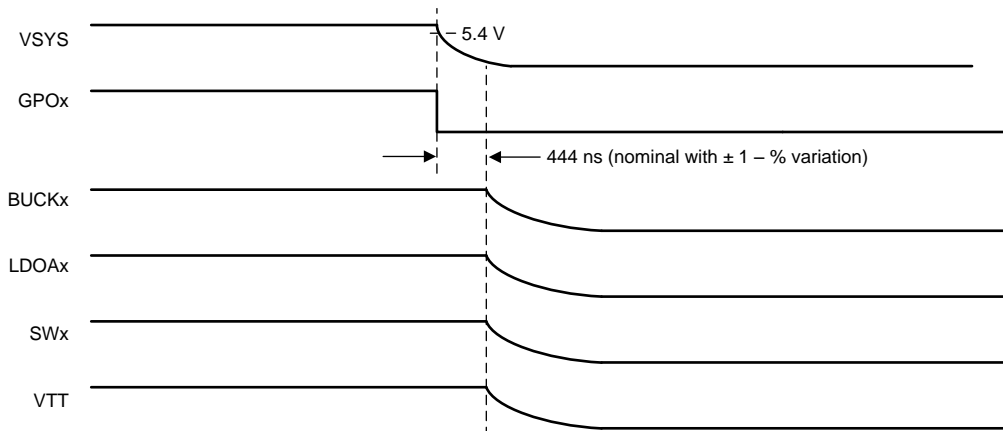 VSYS
5.4 V
GPOx
444 ns (nominal with ± 1 – % variation)
BUCKx
LDOAx
SWx
VTT